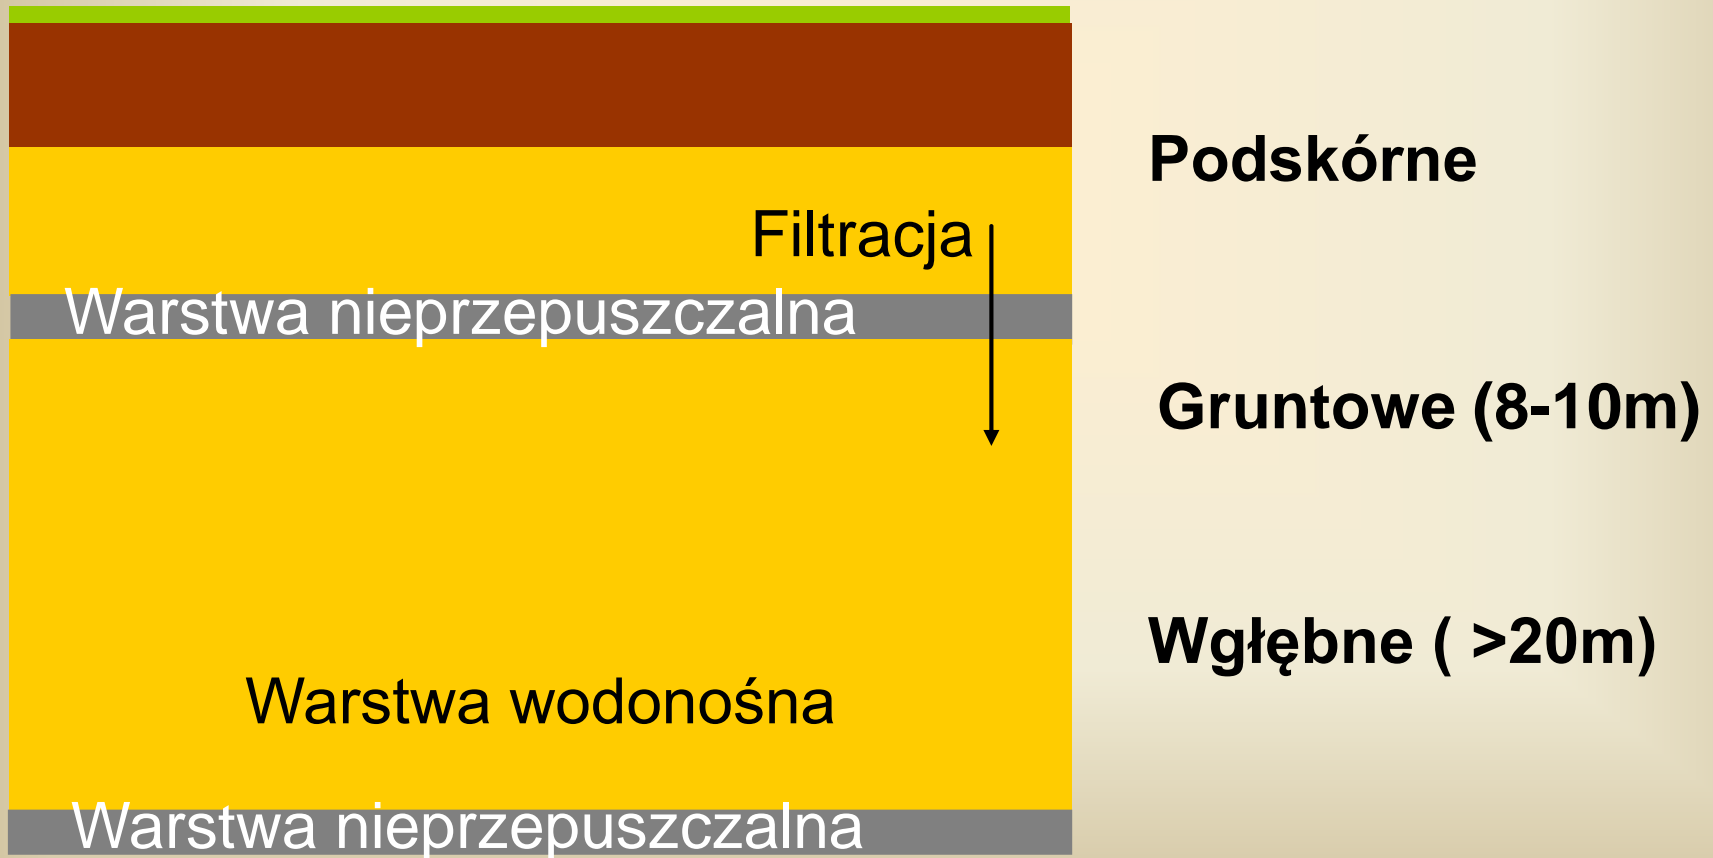 Podskórne
Filtracja
Warstwa nieprzepuszczalna
Gruntowe (8-10m)
Wgłębne ( >20m)
Warstwa wodonośna
Warstwa nieprzepuszczalna